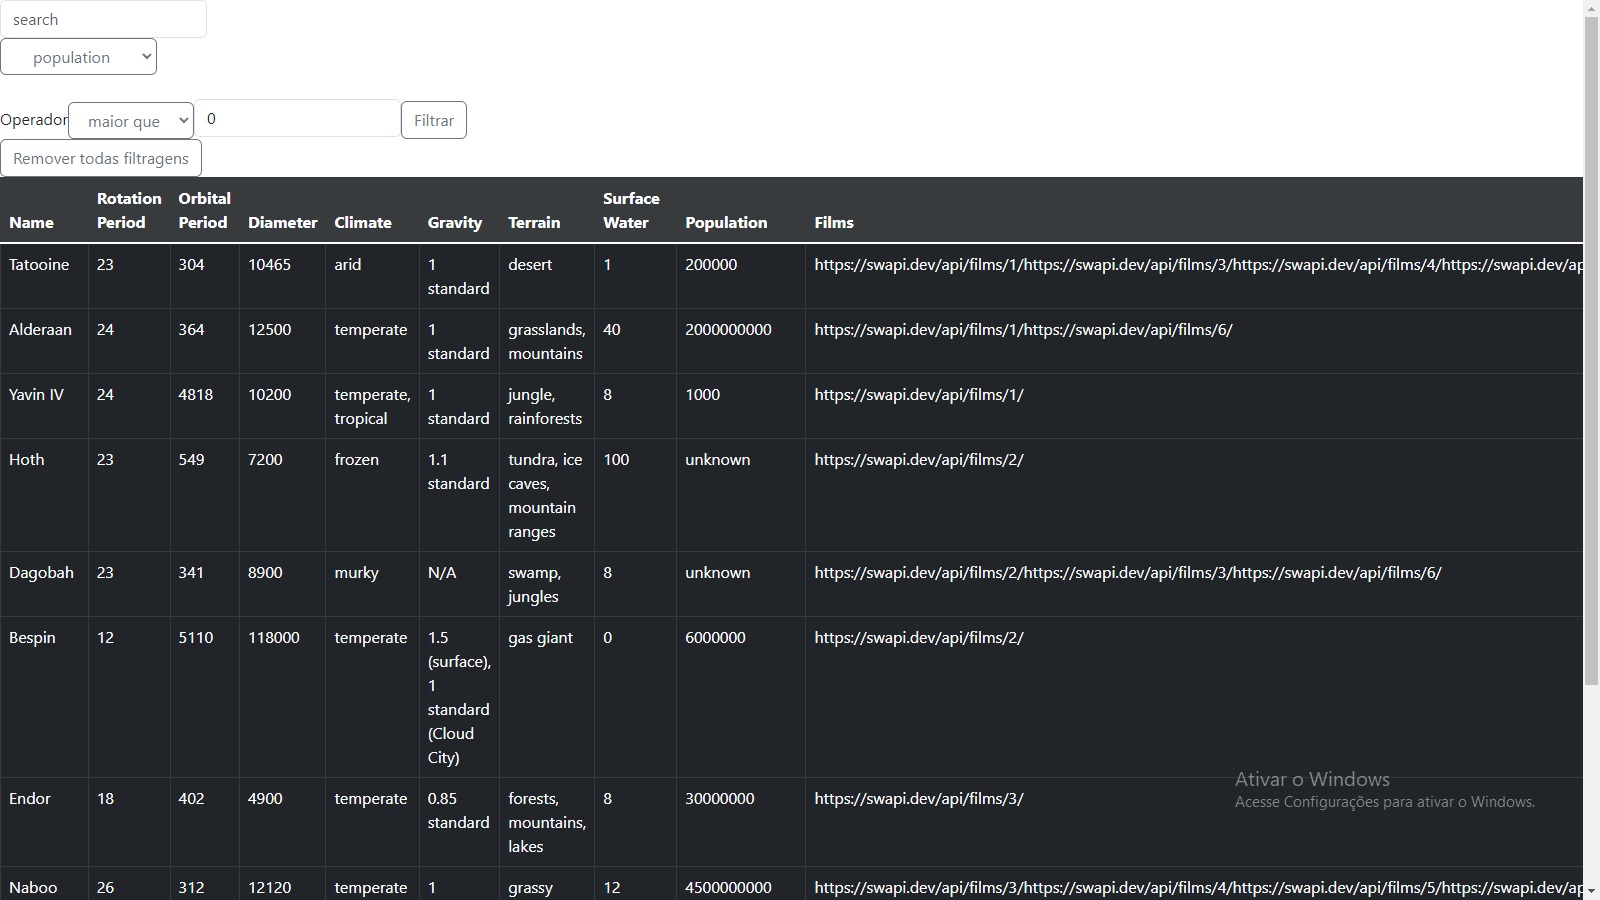 search
population
Operador maior que 0 Filtrar
Remover todas filtragens
Name Rotation Period Orbital Period Diameter Climate Gravity Terrain Surface Water Population Films
Tatooine 23 304 10465 arid 1 standard desert 1 200000 https://swapi.dev/api/films/1/https://swapi.dev/api/films/3/https://swapi.dev/api/films/4/https://swapi.dev/ap
Alderaan 24 364 12500 temperate 1 standard grasslands, mountains 40 2000000000 https://swapi.dev/api/films/1/https://swapi.dev/api/films/6/
Yavin IV 24 4818 10200 temperate, tropical 1 standard jungle, rainforests 8 1000 https://swapi.dev/api/films/1/
Hoth 23 549 7200 frozen 1.1 standard tundra, ice caves, mountain ranges 100 unknown https://swapi.dev/api/films/2/
Dagobah 23 341 8900 murky N/A swamp, jungles 8 unknown https://swapi.dev/api/films/2/https://swapi.dev/api/films/3/https://swapi.dev/api/films/6/
Bespin 12 5110 118000 temperate 1.5 (surface), 1 standard (Cloud City) gas giant 0 6000000 https://swapi.dev/api/films/2/
Endor 18 402 4900 temperate 0.85 standard forests, mountains, lakes 8 30000000 https://swapi.dev/api/films/3/
Naboo 26 312 12120 temperate 1 grassy 12 4500000000 https://swapi.dev/api/films/3/https://swapi.dev/api/films/4/https://swapi.dev/api/films/5/https://swapi.dev/ap
Ativar o Windows
Acesse Configurações para ativar o Windows.